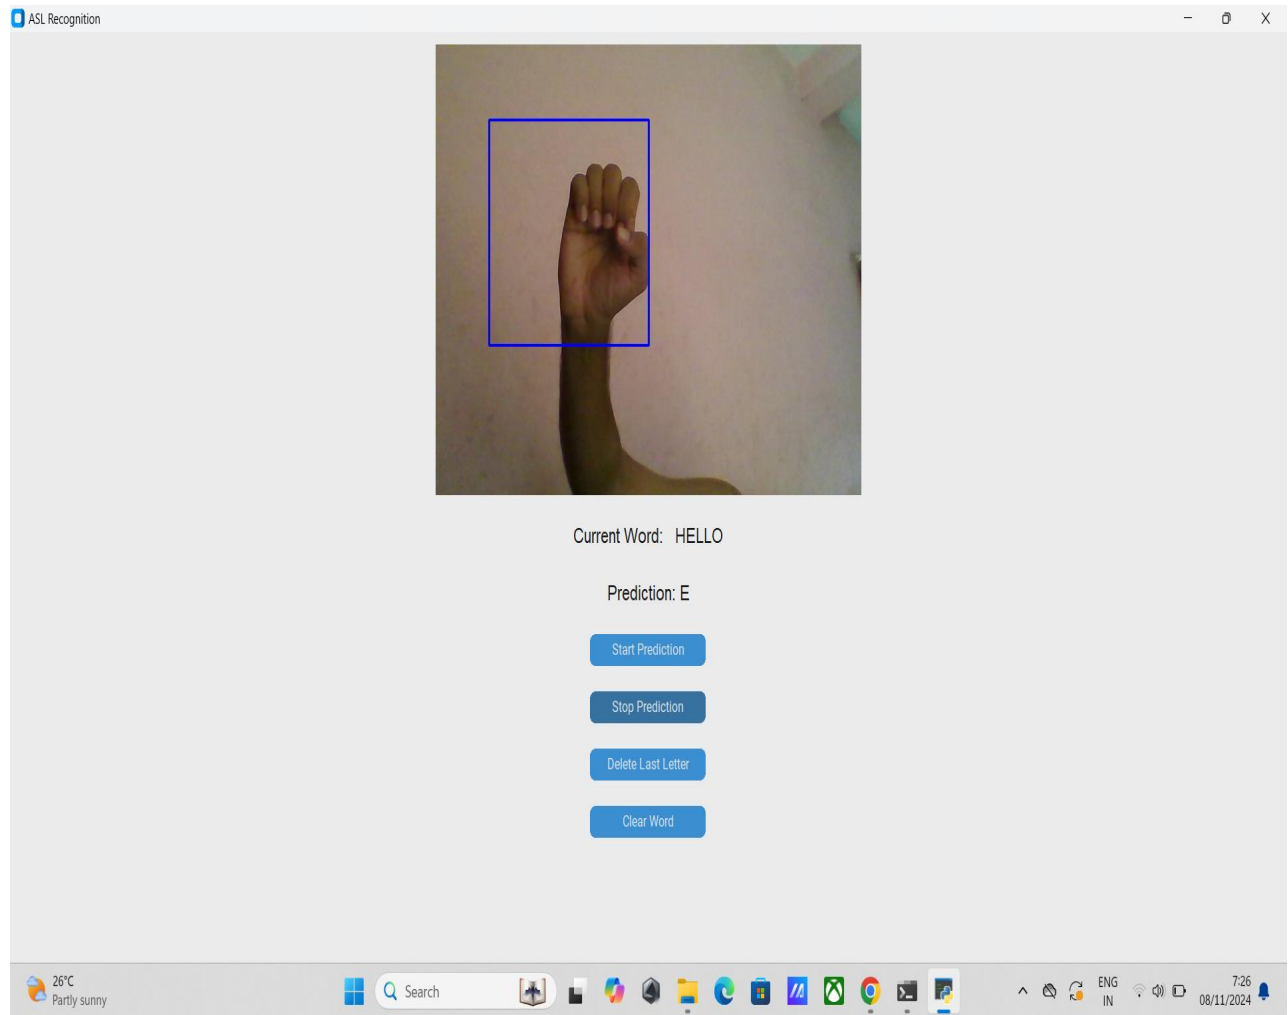 ASL Recognition
Current Word: HELLO
Prediction: E
Start Prediction
Stop Prediction
Delete Last Letter
Clear Word
26°C
Partly sunny
Search
ENG
IN
7:26
08/11/2024